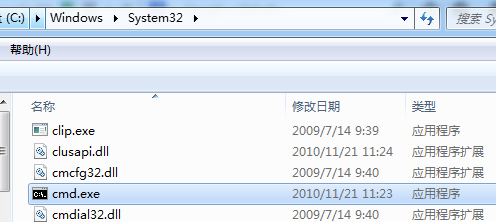 (C:) Windows System32 搜索 Sy
帮助(H)
名称 修改日期 类型
clip.exe 2009/7/14 9:39 应用程序
clusapi.dll 2010/11/21 11:24 应用程序扩展
cmcfg32.dll 2009/7/14 9:40 应用程序扩展
cmd.exe 2010/11/21 11:23 应用程序
cmdial32.dll 2009/7/14 9:40 应用程序扩展